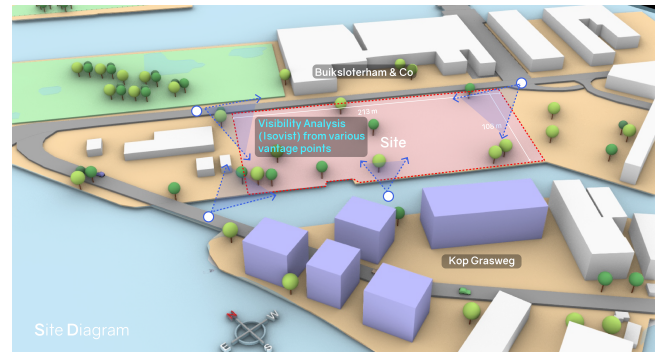 Buiksloterham & Co
213 m
Visibility Analysis
(Isovist) from various
vantage points
Site
106 m
Kop Grasweg
N
W
E
S
Site Diagram